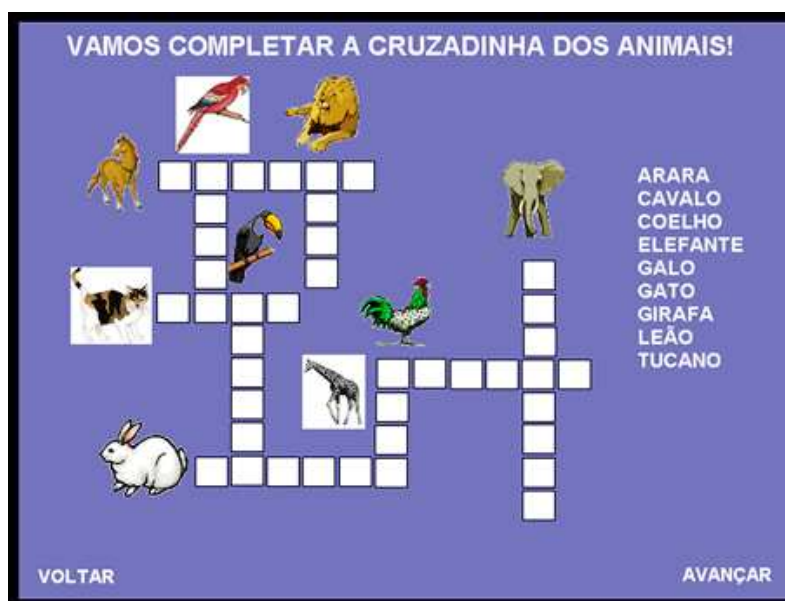 VAMOS COMPLETAR A CRUZADINHA DOS ANIMAIS!
ARARA
CAVALO
COELHO
ELEFANTE
GALO
GATO
GIRAFA
LEÃO
TUCANO
VOLTAR
AVANÇAR